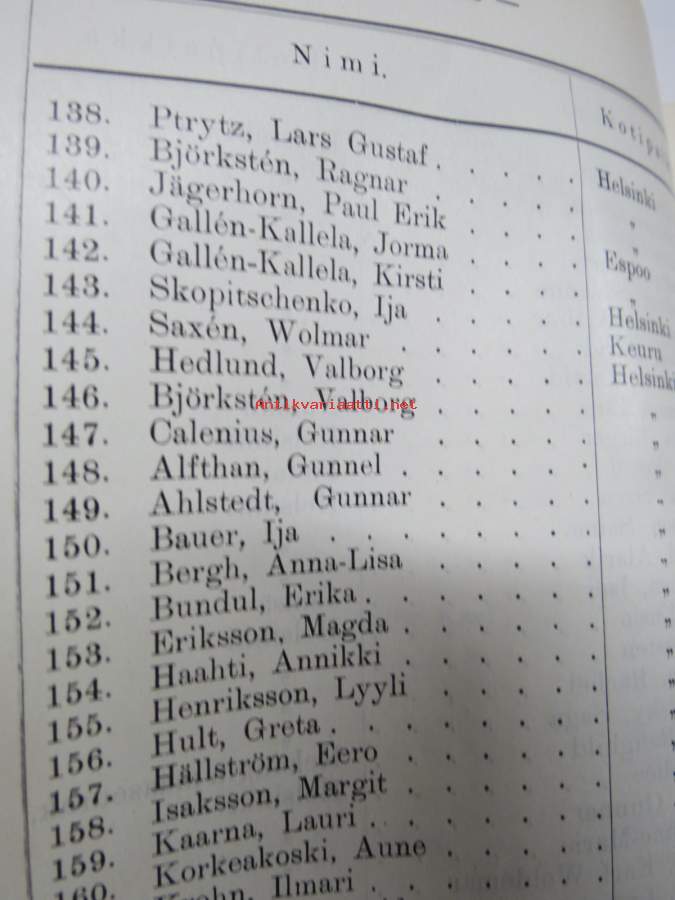 Nimi.
Kotip
138. Ptrytz, Lars Gustaf . . . . . Helsinki
139. Björkstén, Ragnar . . . . . "
140. Jägerhorn, Paul Erik . . . . "
141. Gallén-Kallela, Jorma . . . . Espoo
142. Gallén-Kallela, Kirsti . . . . "
143. Skopitschenko, Ija . . . . . Helsinki
144. Saxén, Wolmar . . . . . Keuru
145. Hedlund, Valborg . . . . . Helsinki
146. Björkstén, Valborg . . . . . "
Antikvariaatti.net
147. Calenius, Gunnar . . . . . "
148. Alfthan, Gunnel . . . . . . "
149. Ahlstedt, Gunnar . . . . . "
150. Bauer, Ija . . . . . . . . "
151. Bergh, Anna-Lisa . . . . . "
152. Bundul, Erika . . . . . . . "
153. Eriksson, Magda . . . . . . "
154. Haahti, Annikki . . . . . . "
155. Henriksson, Lyyli . . . . . "
156. Hult, Greta . . . . . . . . "
157. Hällström, Eero . . . . . .
158. Isaksson, Margit . . . . . .
159. Kaarna, Lauri . . . . . . .
160. Korkeakoski, Aune . . . . .
Krohn, Ilmari . . . . . . .